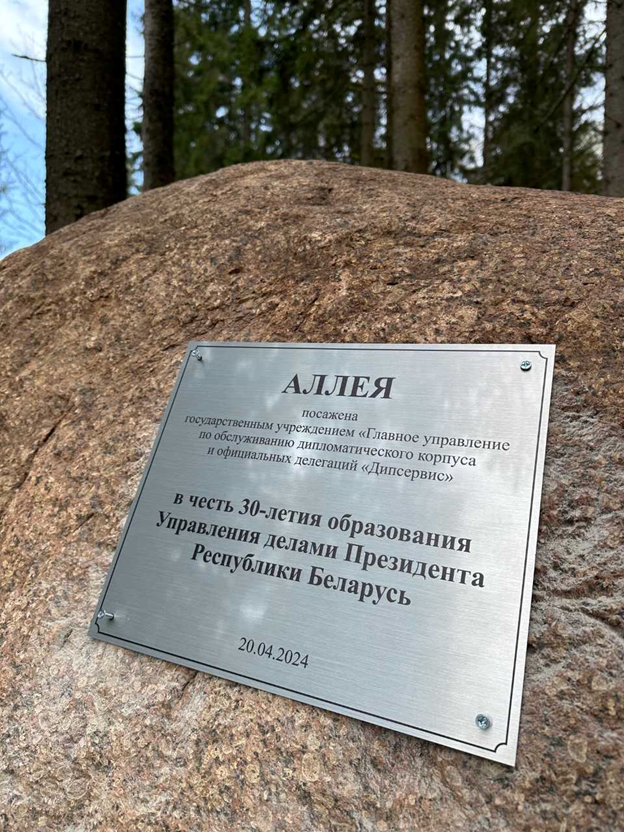 АЛЛЕЯ
посажена
государственным учреждением «Главное управление
по обслуживанию дипломатического корпуса
и официальных делегаций «Дипсервис»
в честь 30-летия образования
Управления делами Президента
Республики Беларусь
20.04.2024